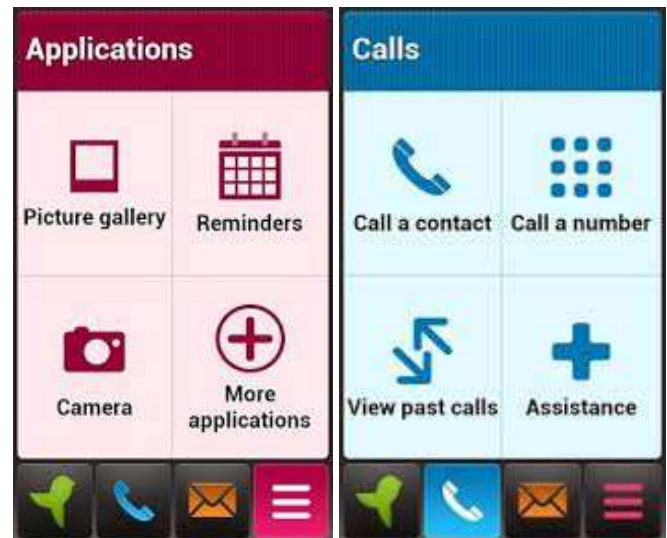 Applications
Picture gallery
Reminders
Camera
More
applications
Calls
Call a contact
Call a number
View past calls
Assistance